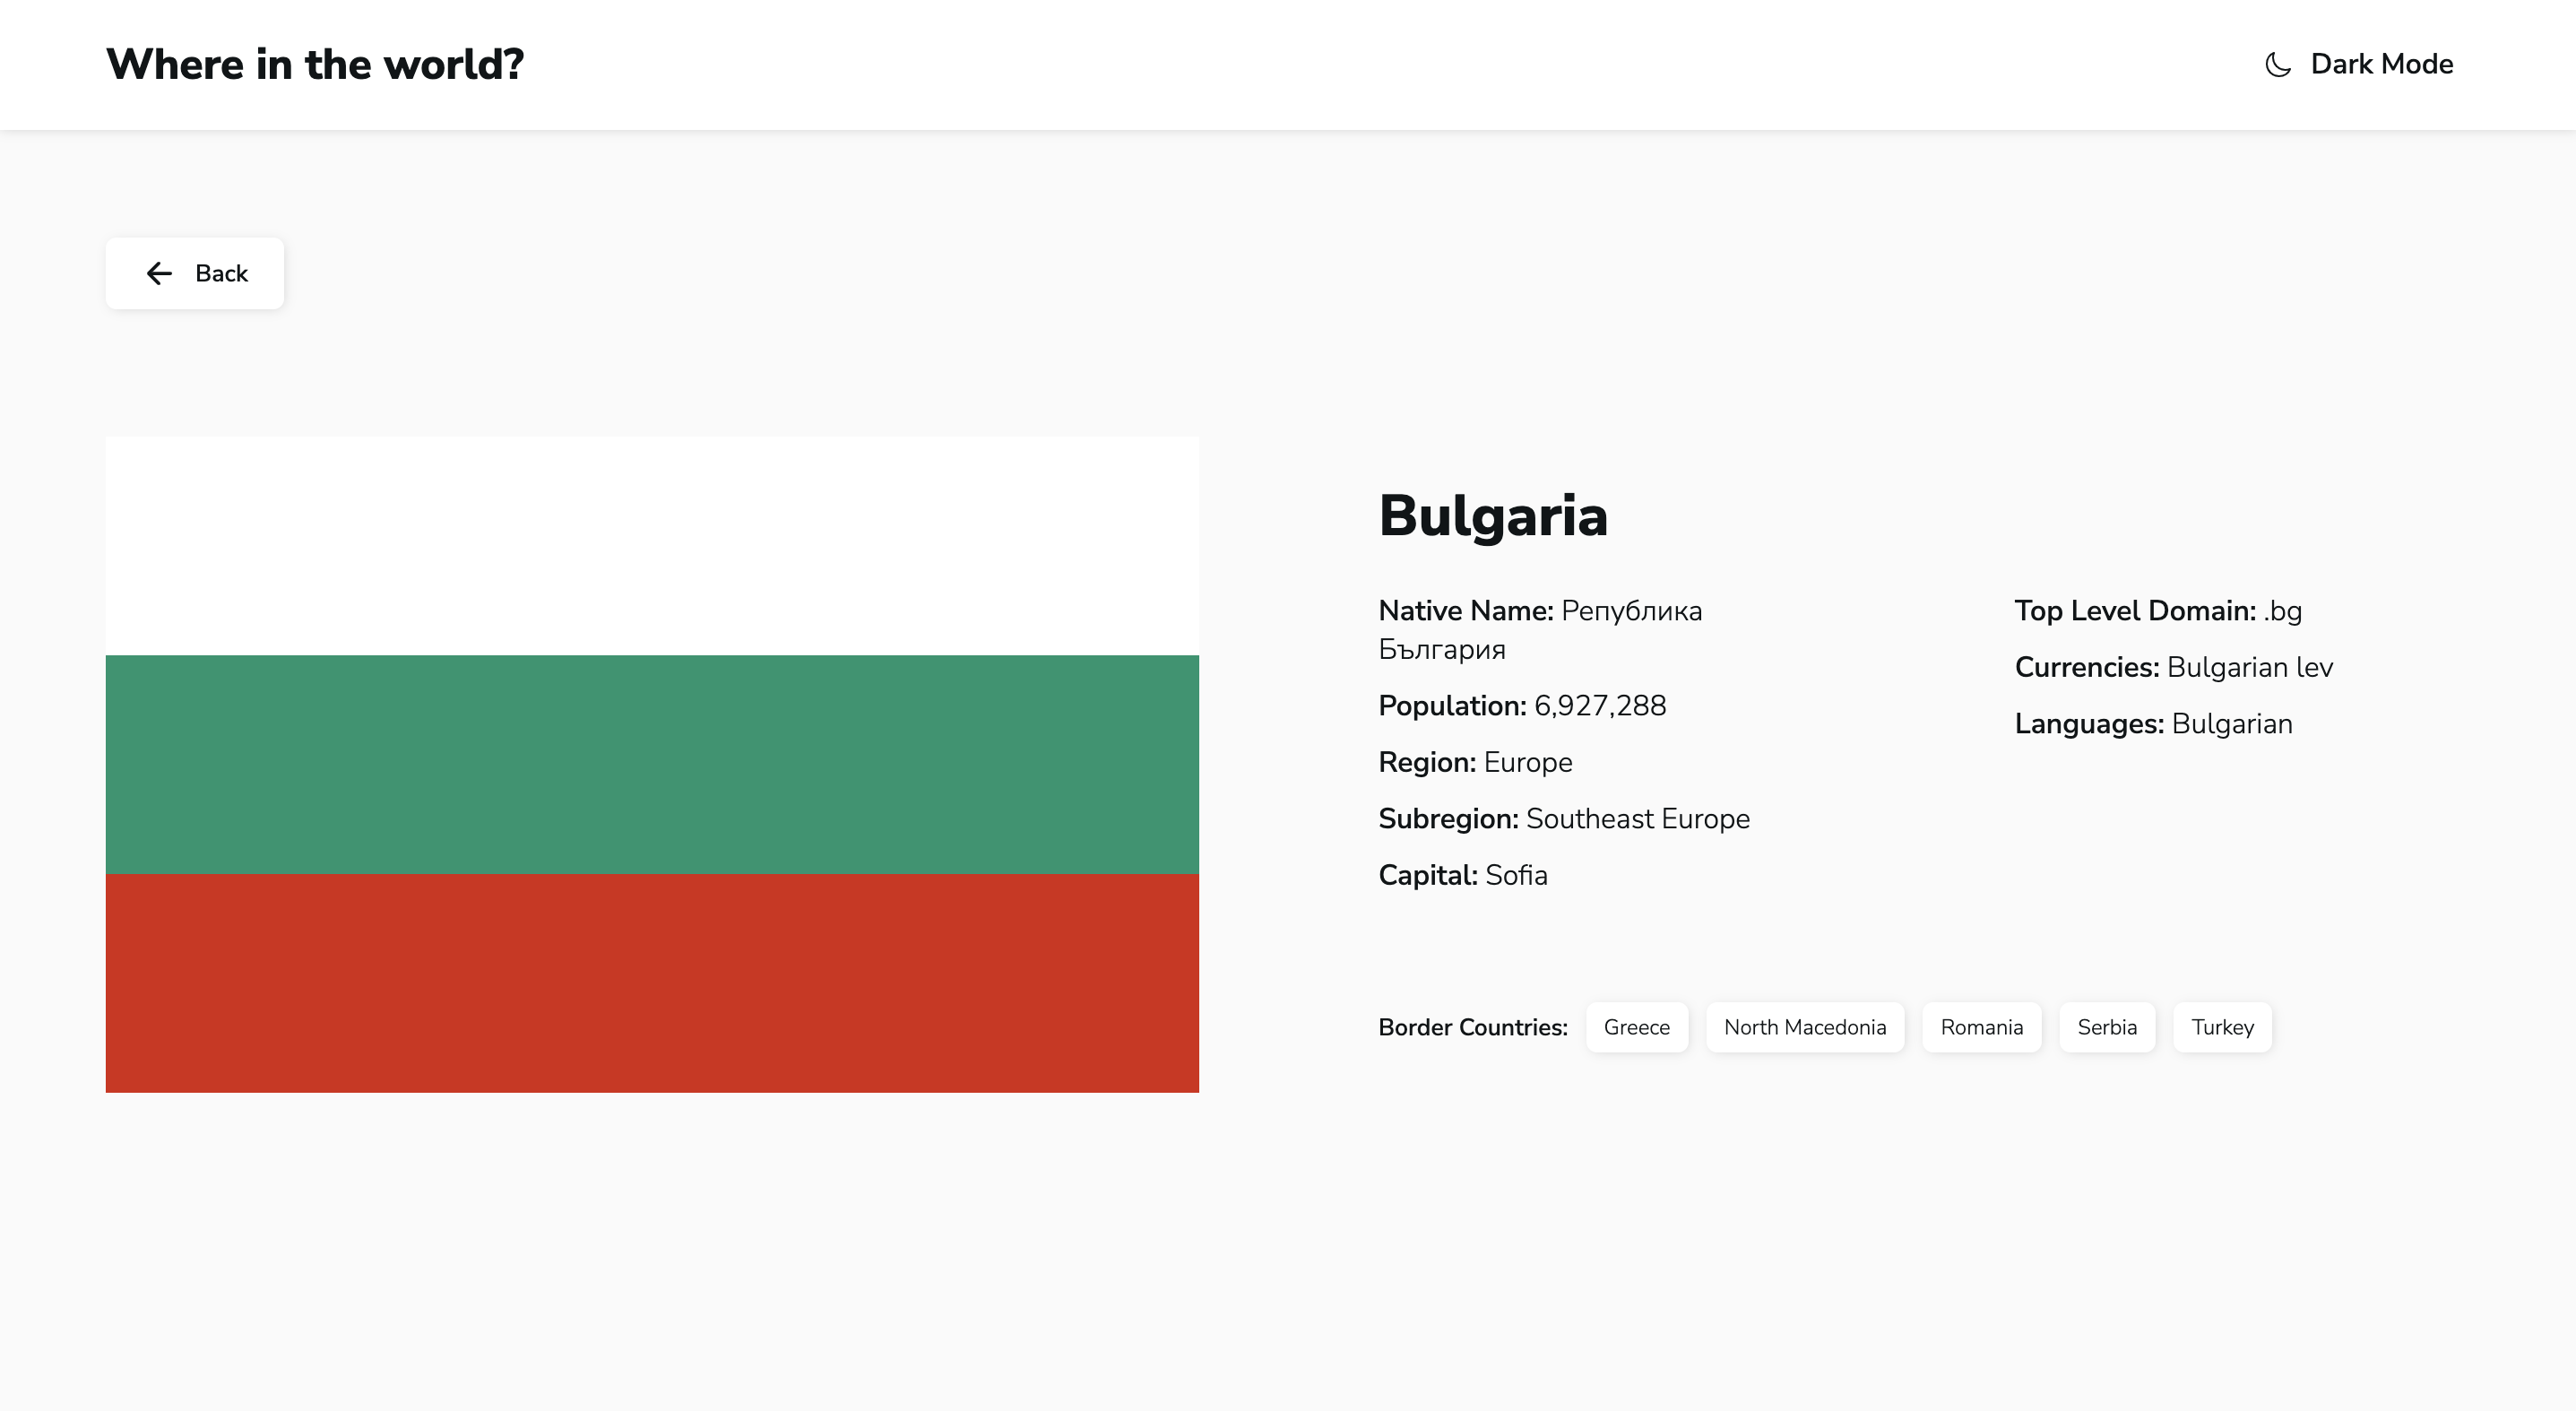 Where in the world?
Dark Mode
Back
Bulgaria
Native Name: Република
България
Population: 6,927,288
Region: Europe
Subregion: Southeast Europe
Capital: Sofia
Top Level Domain: .bg
Currencies: Bulgarian lev
Languages: Bulgarian
Border Countries: Greece North Macedonia Romania Serbia Turkey